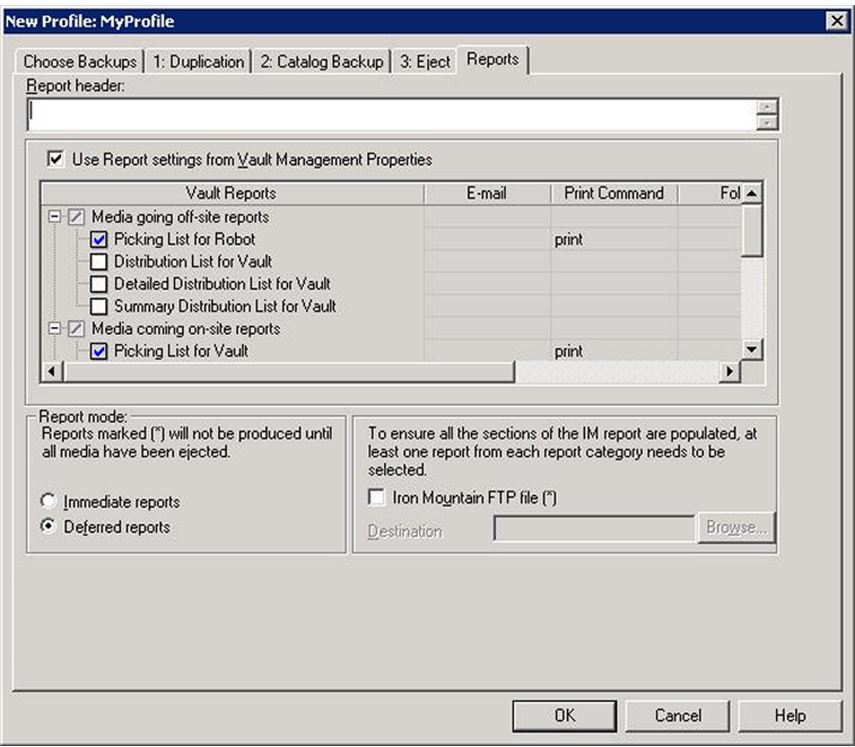 New Profile: MyProfile
Choose Backups
1: Duplication
2: Catalog Backup
3: Eject
Reports
Report header:
Use Report settings from Vault Management Properties
Vault Reports E-mail Print Command Fol
Media going off-site reports
Picking List for Robot print
Distribution List for Vault
Detailed Distribution List for Vault
Summary Distribution List for Vault
Media coming on-site reports
Picking List for Vault print
Report mode:
Reports marked (*) will not be produced until
all media have been ejected.
Immediate reports
Deferred reports
To ensure all the sections of the IM report are populated, at
least one report from each report category needs to be
selected.
Iron Mountain FTP file (*)
Destination Browse...
OK Cancel Help